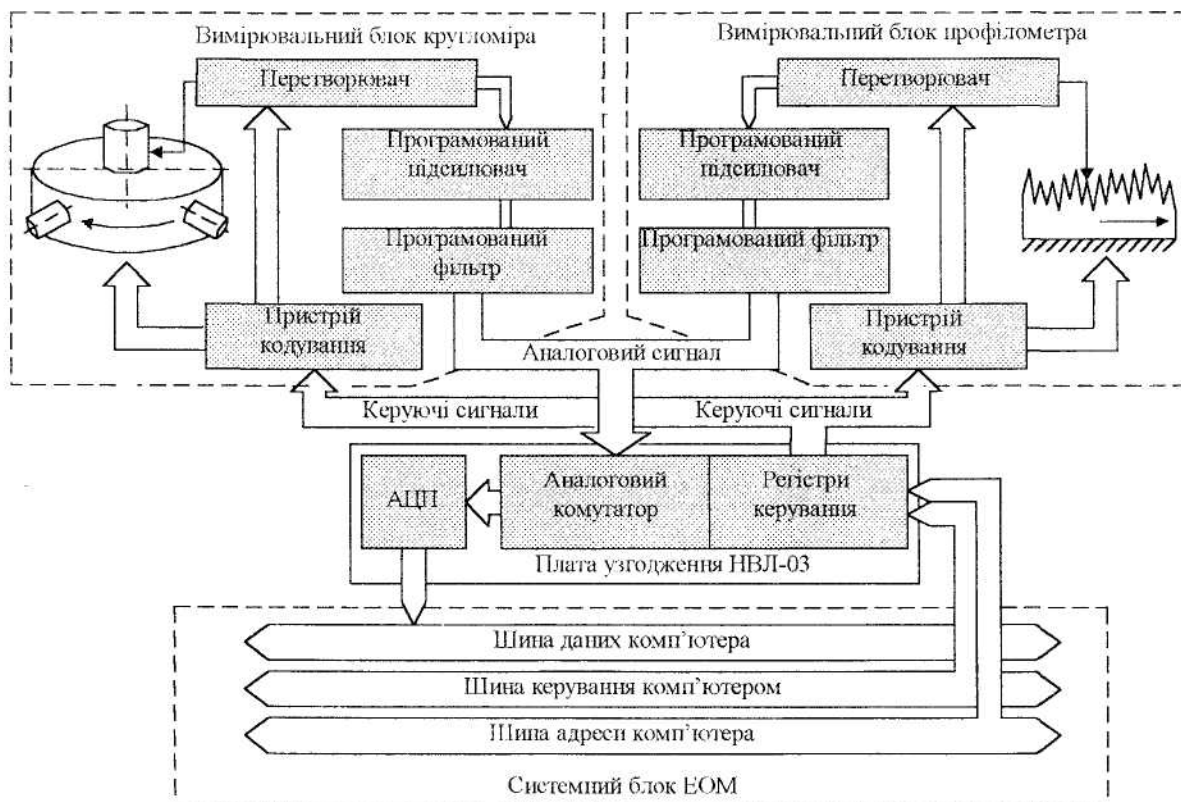 Вимірювальний блок кругломіра
Вимірювальний блок профілометра
Перетворювач
Перетворювач
Програмований
підсилювач
Програмований
підсилювач
Програмований
фільтр
Програмований фільтр
Пристрій
кодування
Пристрій
кодування
Аналоговий сигнал
Керуючі сигнали
Керуючі сигнали
АЦП
Аналоговий
комутатор
Регістри
керування
Плата узгодження НВЛ-03
Шина даних комп’ютера
Шина керування комп’ютером
Шина адреси комп’ютера
Системний блок ЕОМ